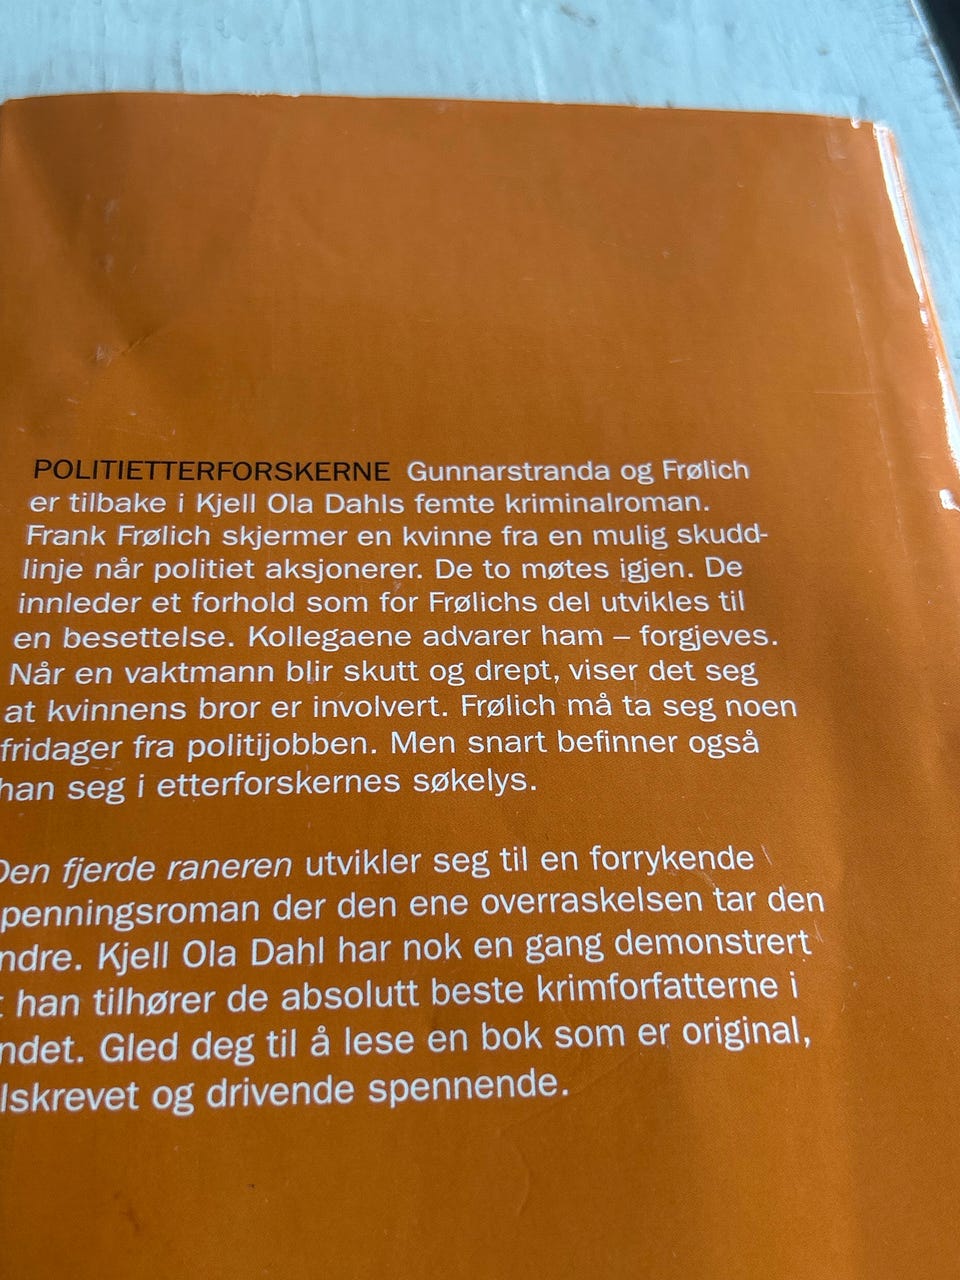 POLITIETTERFORSKERNE Gunnarstranda og Frølich
er tilbake i Kjell Ola Dahls femte kriminalroman.
Frank Frølich skjermer en kvinne fra en mulig skudd-
linje når politiet aksjonerer. De to møtes igjen. De
innleder et forhold som for Frølichs del utvikles til
en besettelse. Kollegaene advarer ham – forgjeves.
Når en vaktmann blir skutt og drept, viser det seg
at kvinnens bror er involvert. Frølich må ta seg noen
fridager fra politijobben. Men snart befinner også
han seg i etterforskernes søkelys.
Den fjerde raneren utvikler seg til en forrykende
penningsroman der den ene overraskelsen tar den
ndre. Kjell Ola Dahl har nok en gang demonstrert
han tilhører de absolutt beste krimforfatterne i
ndet. Gled deg til å lese en bok som er original,
lskrevet og drivende spennende.